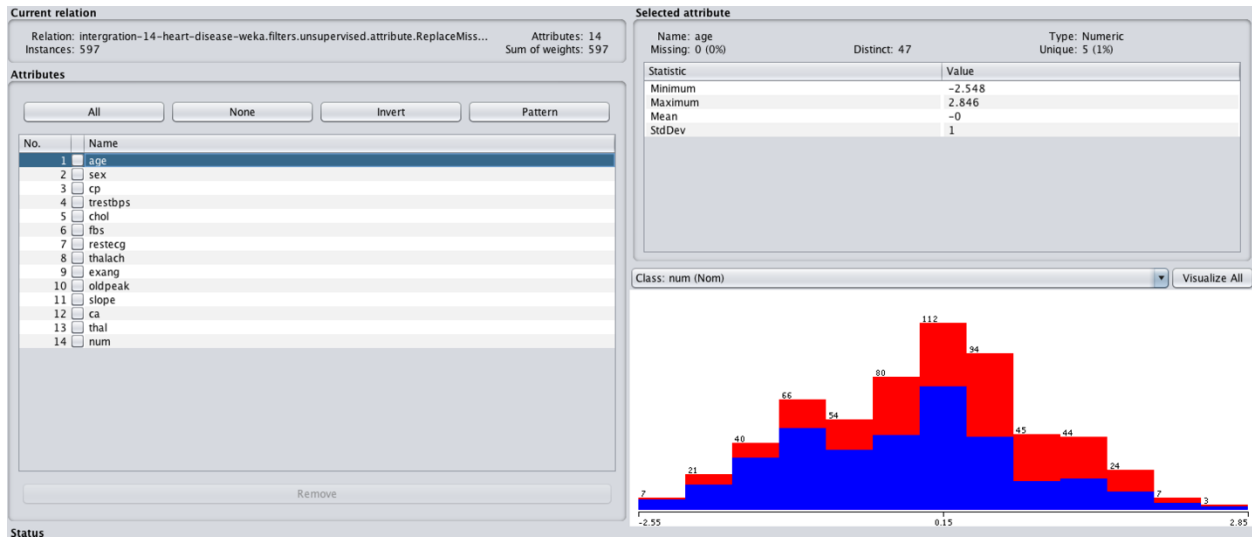 Current relation
Relation: intergration-14-heart-disease-weka.filters.unsupervised.attribute.ReplaceMiss... Attributes: 14
Instances: 597 Sum of weights: 597
Attributes
All None Invert Pattern
No. Name
1 age
2 sex
3 cp
4 trestbps
5 chol
6 fbs
7 restecg
8 thalach
9 exang
10 oldpeak
11 slope
12 ca
13 thal
14 num
Remove
Status
Selected attribute
Name: age Type: Numeric
Missing: 0 (0%) Distinct: 47 Unique: 5 (1%)
Statistic Value
Minimum -2.548
Maximum 2.846
Mean -0
StdDev 1
Class: num (Nom) Visualize All
7 21 40 66 54 80 112 94 45 44 24 7 3
-2.55 0.15 2.85